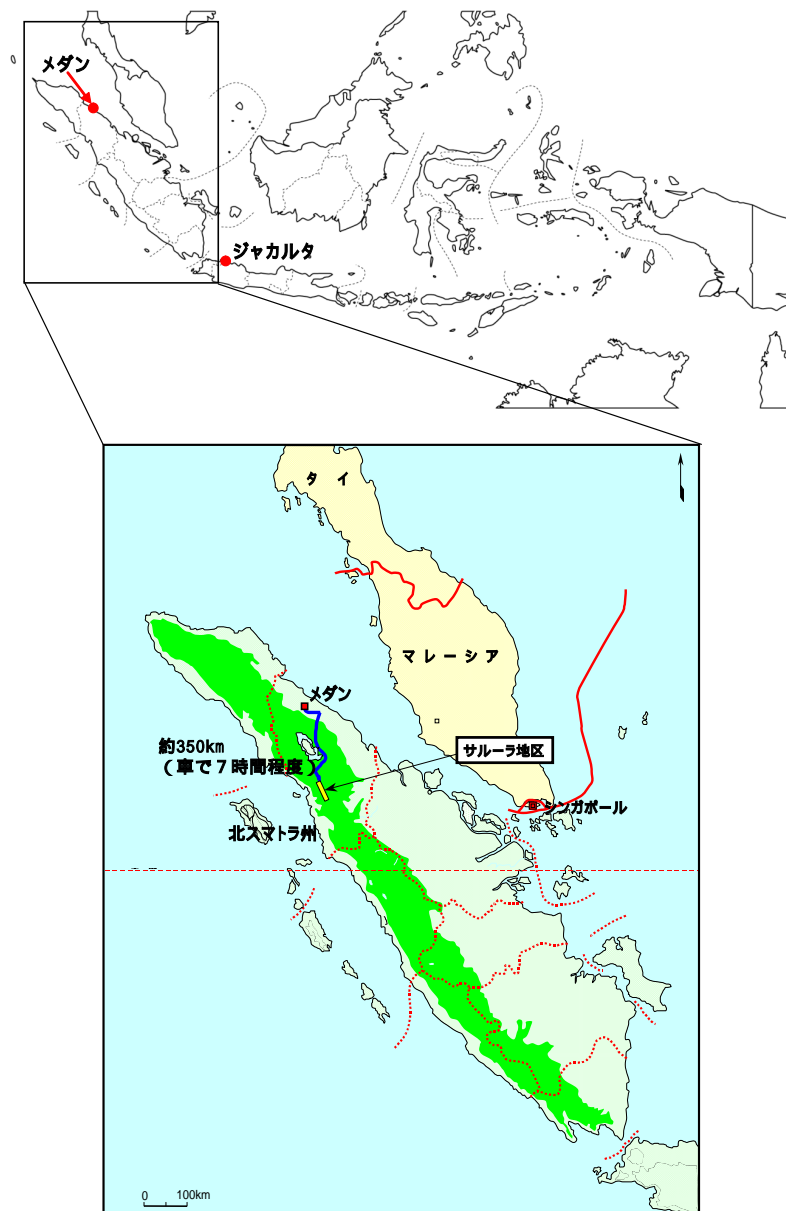 メダン
ジャカルタ
タイ
マレーシア
メダン
約350km
(車で7時間程度)
サルーラ地区
シンガポール
北スマトラ州
0 100km